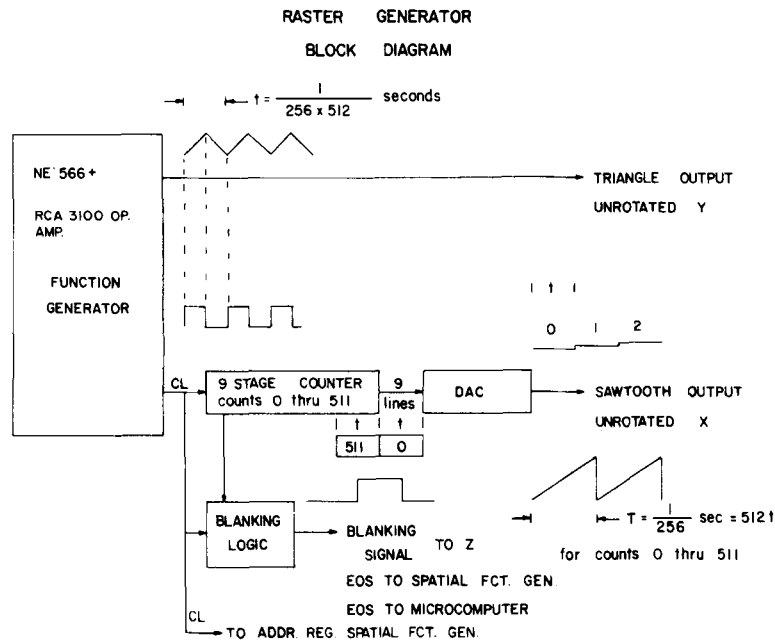 RASTER GENERATOR
BLOCK DIAGRAM
t = 1 / 256 x 512 seconds
NE 566 +
RCA 3100 OP.
AMP.
FUNCTION
GENERATOR
TRIANGLE OUTPUT
UNROTATED Y
t
0 1 2
CL
9 STAGE COUNTER
counts 0 thru 511
9
lines
DAC
SAWTOOTH OUTPUT
UNROTATED X
t t
511 0
BLANKING
LOGIC
BLANKING
SIGNAL TO Z
T = 1 / 256 sec = 512 t
for counts 0 thru 511
EOS TO SPATIAL FCT. GEN.
EOS TO MICROCOMPUTER
CL
TO ADDR. REG. SPATIAL FCT. GEN.